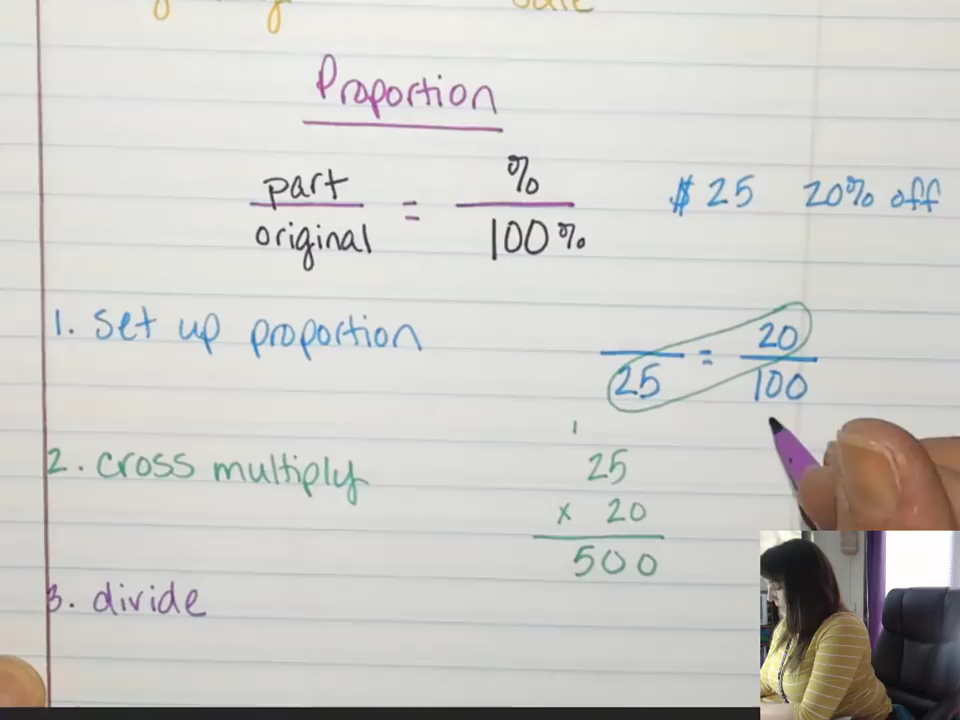 Proportion
part % $25 20% off
original = 100%
1. Set up proportion 20
25 = 100
1
2. cross multiply 25
x 20
500
3. divide